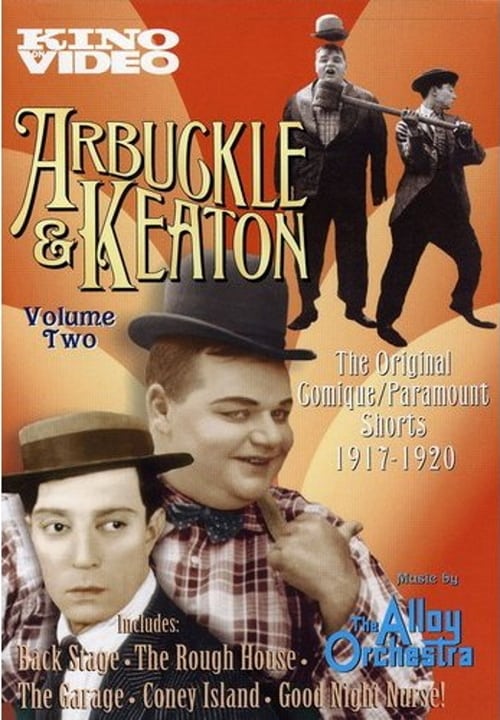 KINO
ON
VIDEO
ARBUCKLE
& KEATON
Volume
Two
The Original
Comique/Paramount
Shorts
1917-1920
Music by
The Alloy
Orchestra
Includes:
Back Stage • The Rough House •
The Garage • Coney Island • Good Night Nurse!